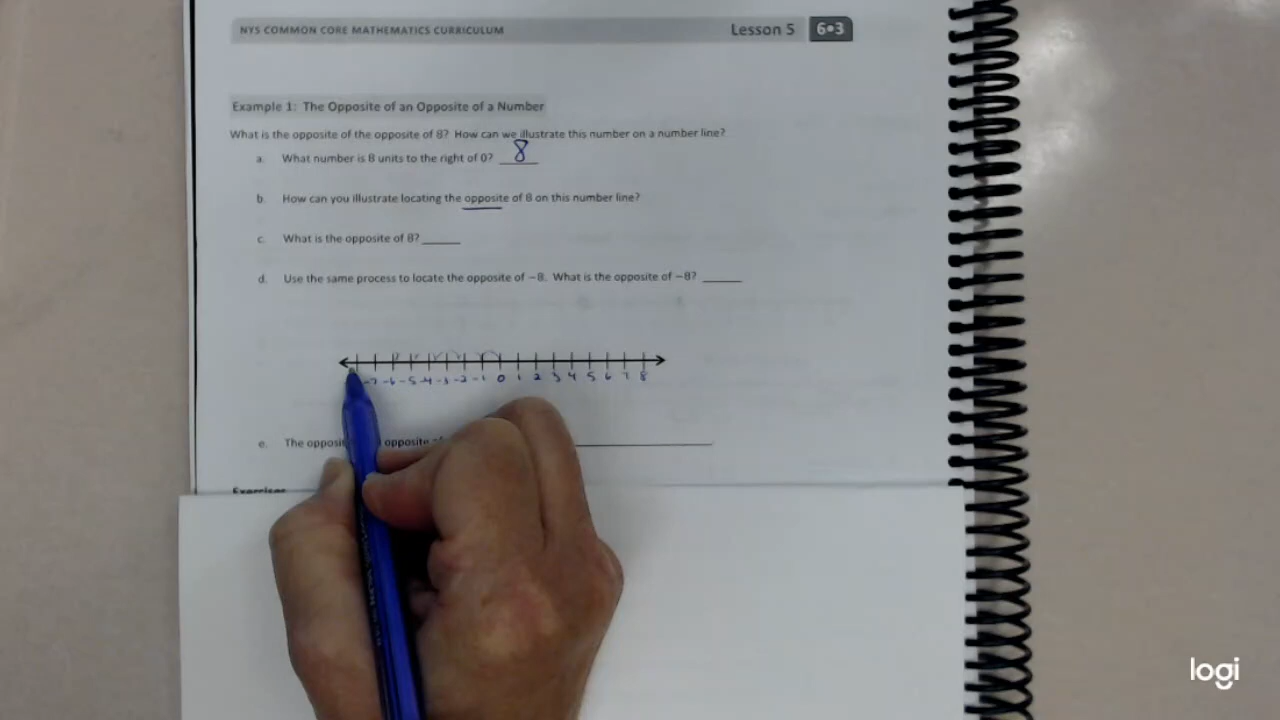 NYS COMMON CORE MATHEMATICS CURRICULUM Lesson 5 6•3
Example 1: The Opposite of an Opposite of a Number
What is the opposite of the opposite of 8? How can we illustrate this number on a number line?
a. What number is 8 units to the right of 0? 8
b. How can you illustrate locating the opposite of 8 on this number line?
c. What is the opposite of 8?
d. Use the same process to locate the opposite of −8. What is the opposite of −8?
-7 -6 -5 -4 -3 -2 -1 0 1 2 3 4 5 6 7 8
e. The opposite opposite
logi